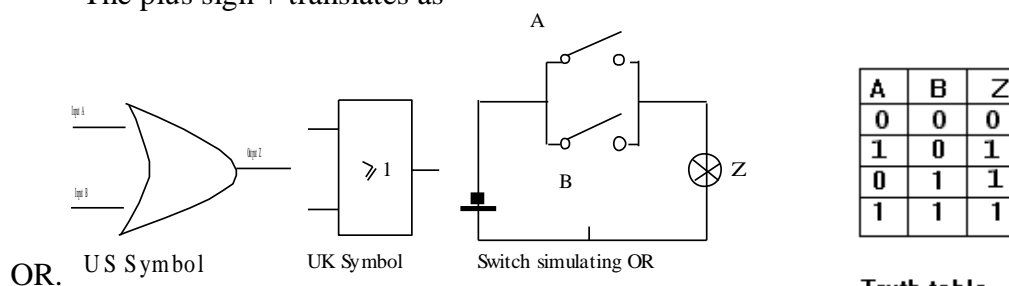 The plus sign + translates as
A
Input A
Input B
Output Z
⩾ 1
B
Z
A B Z
0 0 0
1 0 1
0 1 1
1 1 1
OR. US Symbol
UK Symbol
Switch simulating OR
Truth table